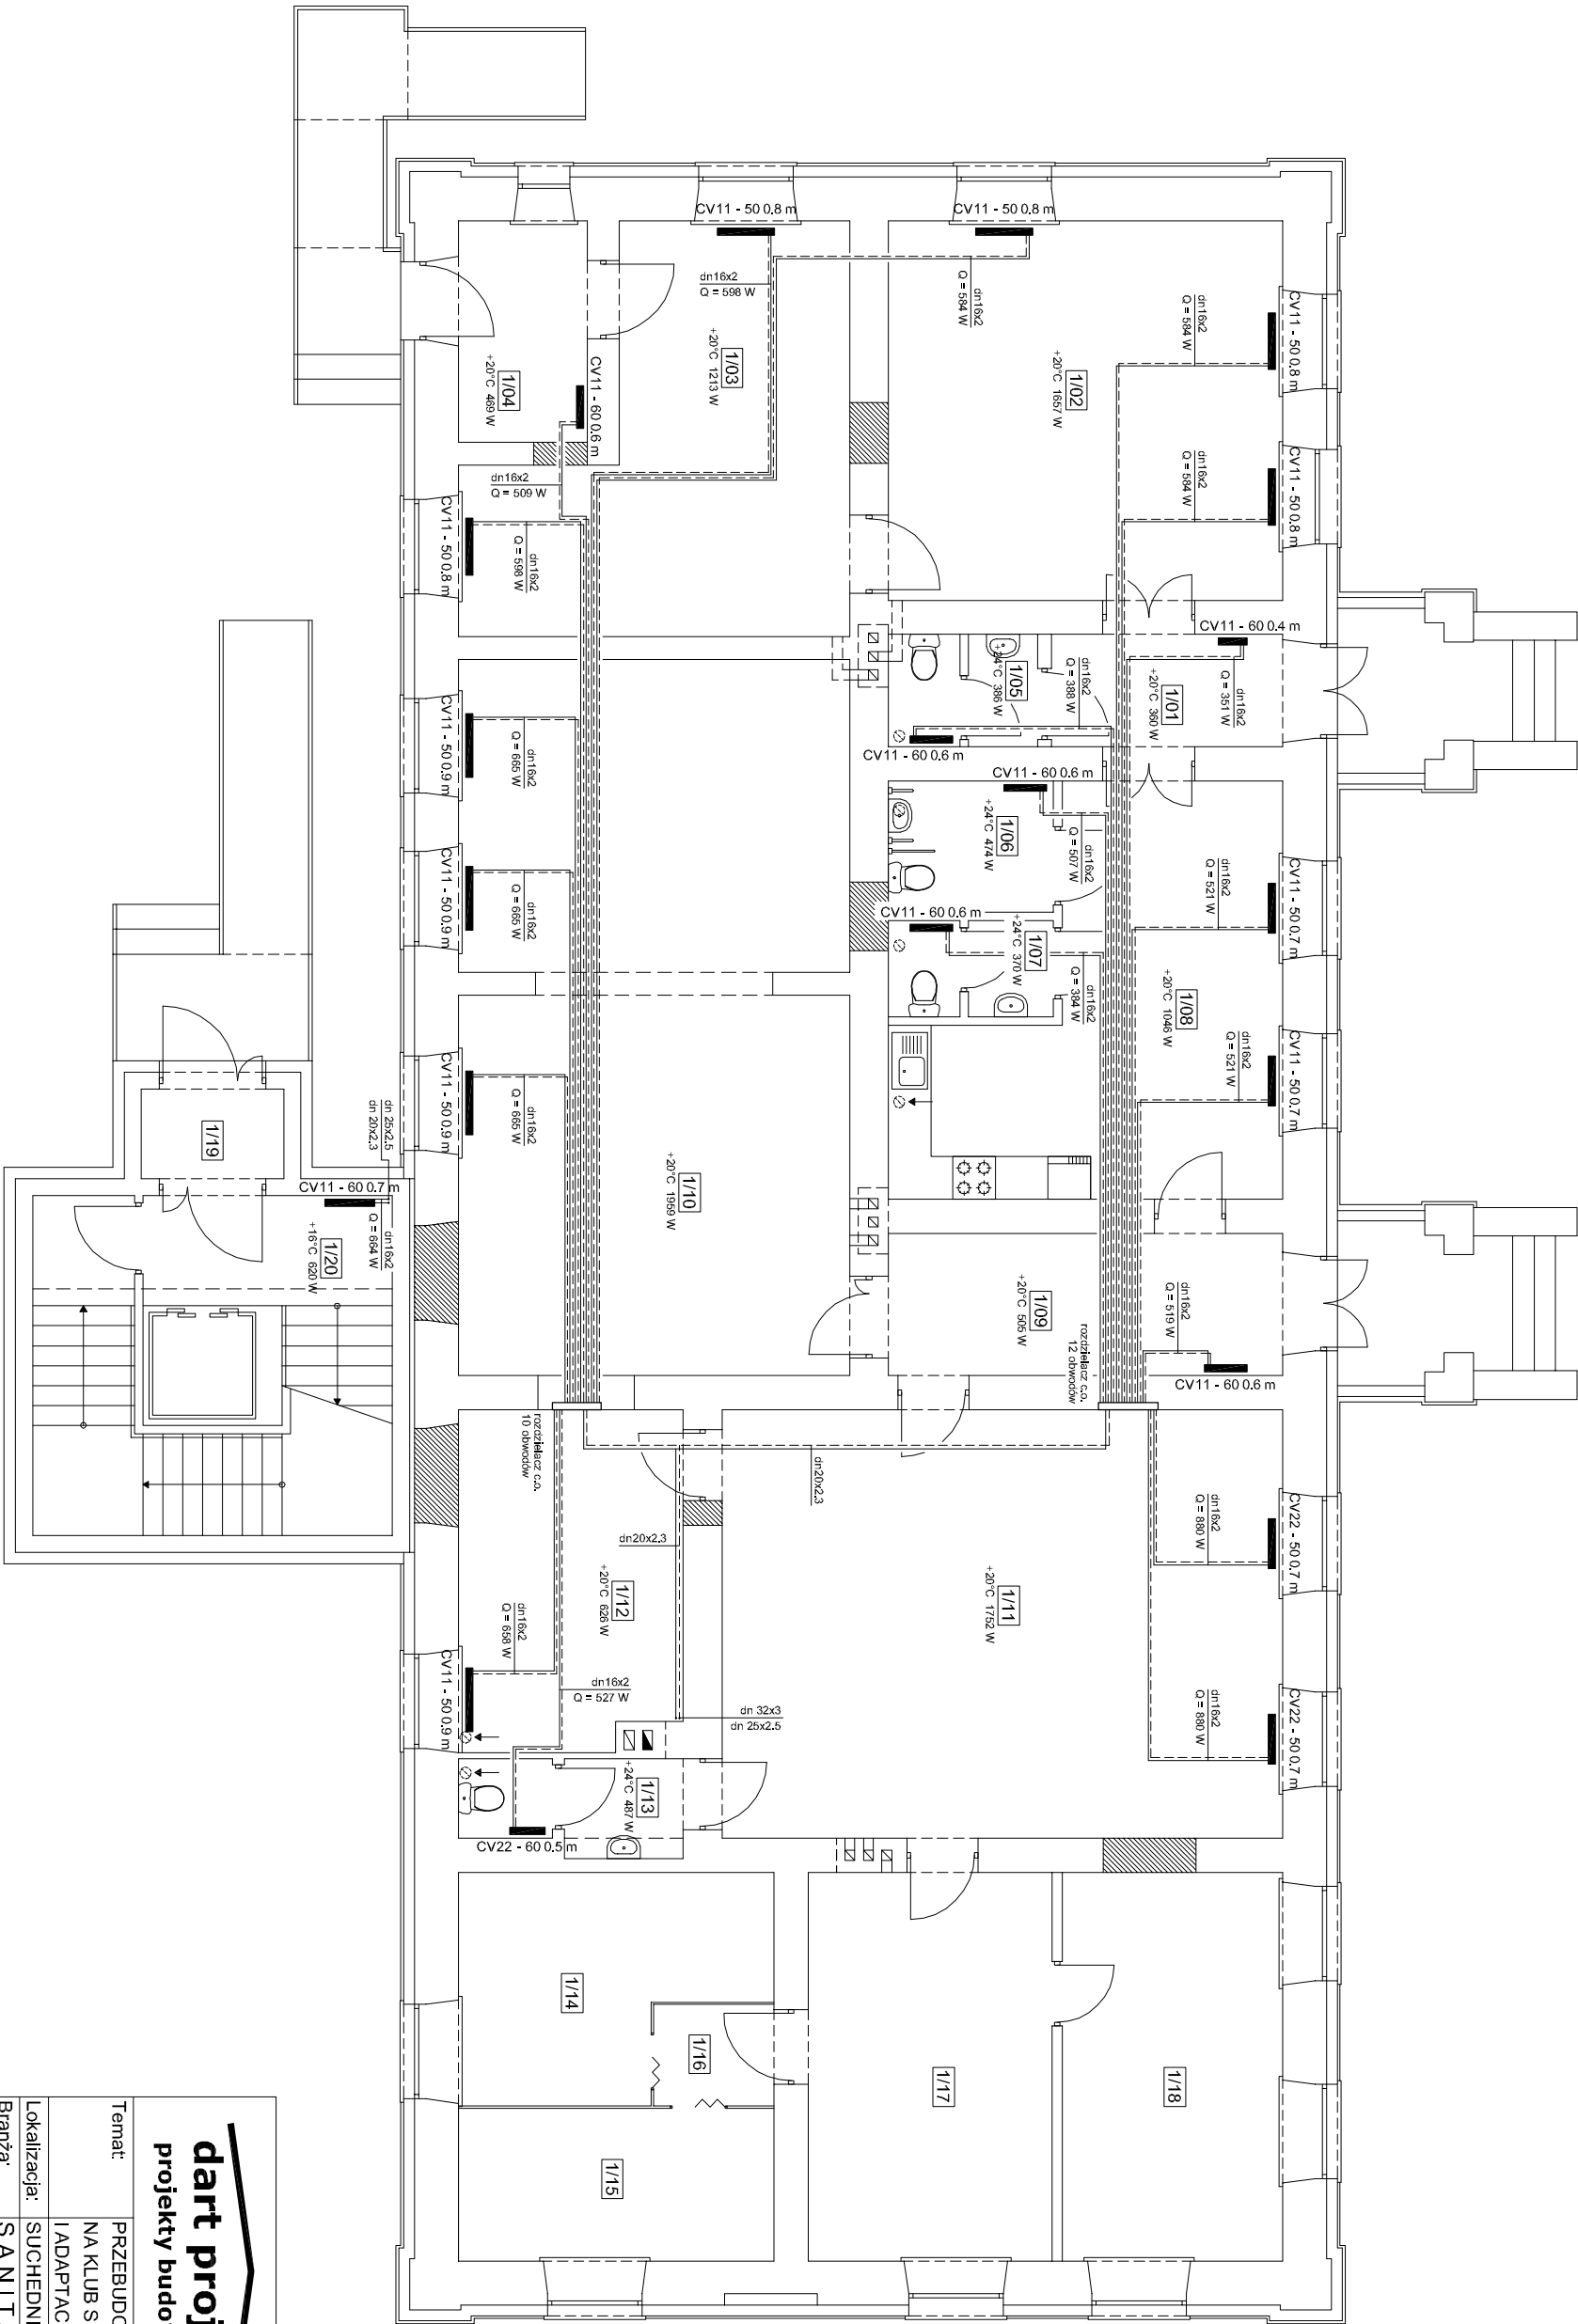 CV11 - 50 0.8 m
CV11 - 50 0.8 m
dn16x2
Q = 598 W
dn16x2
Q = 584 W
dn16x2
Q = 584 W
CV11 - 50 0.8 m
1/04
+20°C 469 W
CV11 - 60 0.6 m
1/03
+20°C 1213 W
1/02
+20°C 1657 W
dn16x2
Q = 584 W
CV11 - 50 0.8 m
dn16x2
Q = 509 W
CV11 - 50 0.8 m
dn16x2
Q = 598 W
CV11 - 60 0.4 m
1/05
+24°C 386 W
dn16x2
Q = 388 W
1/01
+20°C 360 W
dn16x2
Q = 351 W
CV11 - 60 0.6 m
CV11 - 60 0.6 m
CV11 - 50 0.9 m
dn16x2
Q = 665 W
1/06
+24°C 474 W
dn16x2
Q = 507 W
dn16x2
Q = 521 W
CV11 - 50 0.7 m
CV11 - 50 0.9 m
dn16x2
Q = 665 W
CV11 - 60 0.6 m
1/07
+24°C 370 W
dn16x2
Q = 384 W
1/08
+20°C 1046 W
dn16x2
Q = 521 W
CV11 - 50 0.7 m
1/19
dn 25x2.5
dn 20x2.3
CV11 - 50 0.9 m
dn16x2
Q = 665 W
CV11 - 60 0.7 m
1/20
+16°C 620 W
dn16x2
Q = 664 W
1/10
+20°C 1959 W
1/09
+20°C 505 W
rozdzielacz c.o.
12 obwodów
dn16x2
Q = 519 W
CV11 - 60 0.6 m
rozdzielacz c.o.
10 obwodów
dn20x2.3
dn20x2.3
dn16x2
Q = 880 W
CV22 - 50 0.7 m
1/12
+20°C 626 W
1/11
+20°C 1752 W
dn16x2
Q = 658 W
CV11 - 50 0.9 m
dn16x2
Q = 527 W
dn 32x3
dn 25x2.5
dn16x2
Q = 880 W
CV22 - 50 0.7 m
1/13
+24°C 487 W
CV22 - 60 0.5 m
1/14
1/16
1/17
1/18
1/15
dart proj
projekty budo
Temat:
PRZEBUDO
NA KLUB S
I ADAPTAC
Lokalizacja:
SUCHEDNI
Branża:
S A N I T